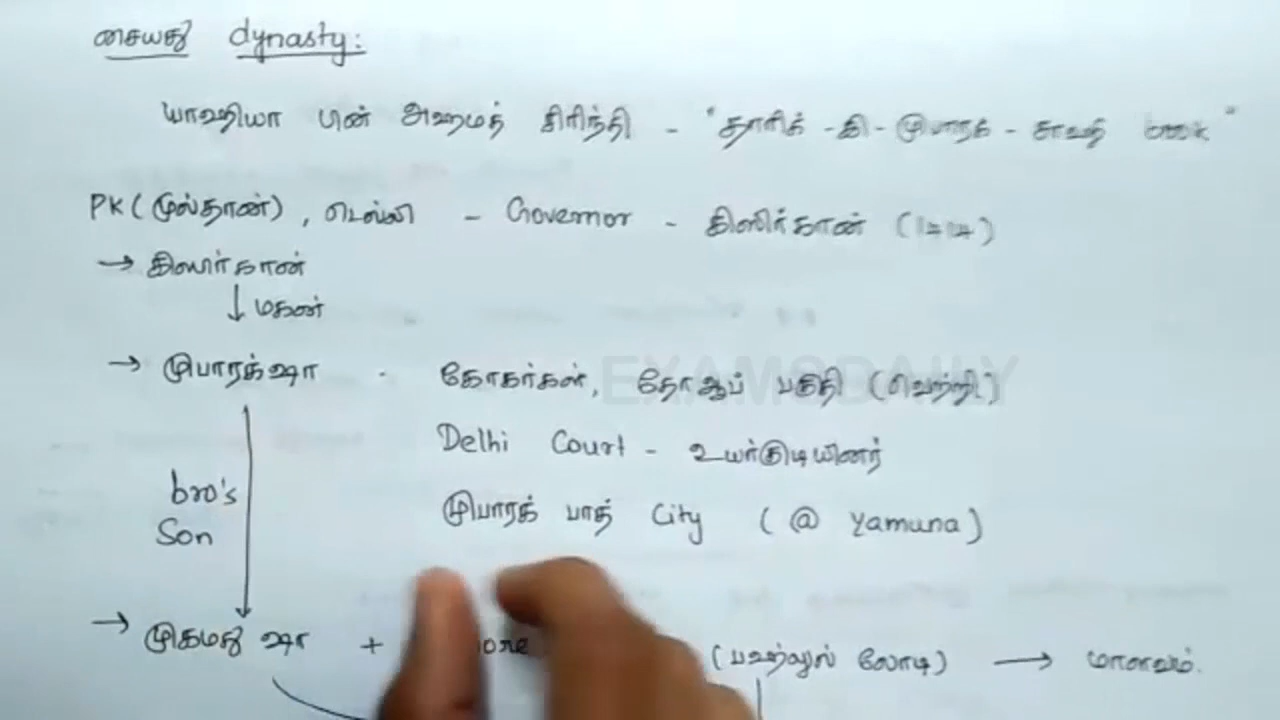 சையது dynasty:
யாஹியா பின் அஹமத் சிரிந்தி - "தாரிக் -இ - முபாரக் - சாஹி
PK (முல்தான்) , டெல்லி - Governor - கிஸிர்கான் (1414)
→ கிஸிர்கான்
↓ மகன்
→ முபாரக்ஷா - கோகர்கள், தோஆப் பகுதி (வெற்றி)
EXAMSDAILY
Delhi Court - உயர்குடியினர்
bro's
Son
முபாரக் பாத் City ( @ Yamuna )
→ முகமது ஷா + (பஹ்லுல் லோடி) → மாளவம்.